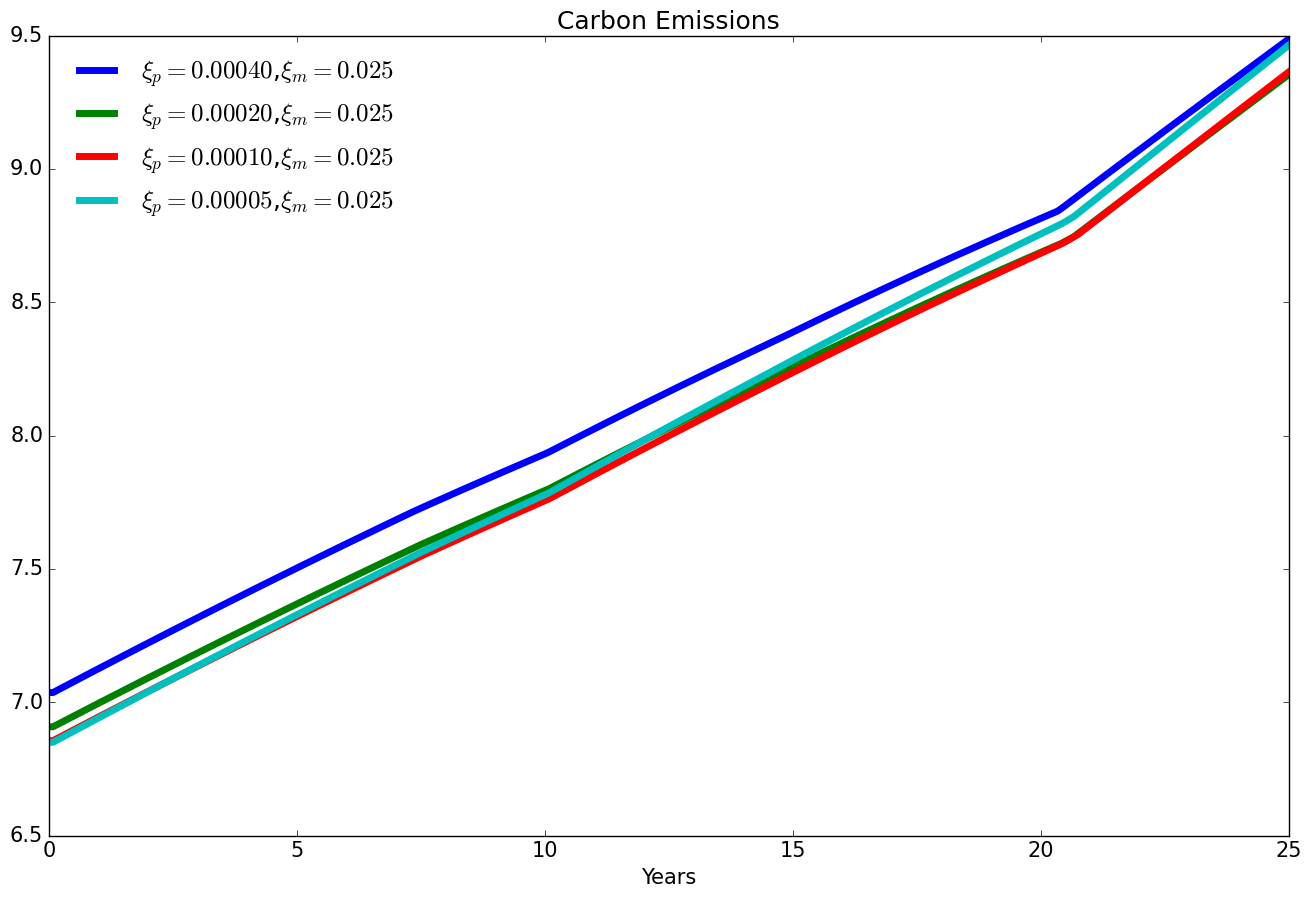 Carbon Emissions
9.5
ξp = 0.00040,ξm = 0.025
ξp = 0.00020,ξm = 0.025
9.0
ξp = 0.00010,ξm = 0.025
ξp = 0.00005,ξm = 0.025
8.5
8.0
7.5
7.0
6.5
0 5 10 15 20 25
Years